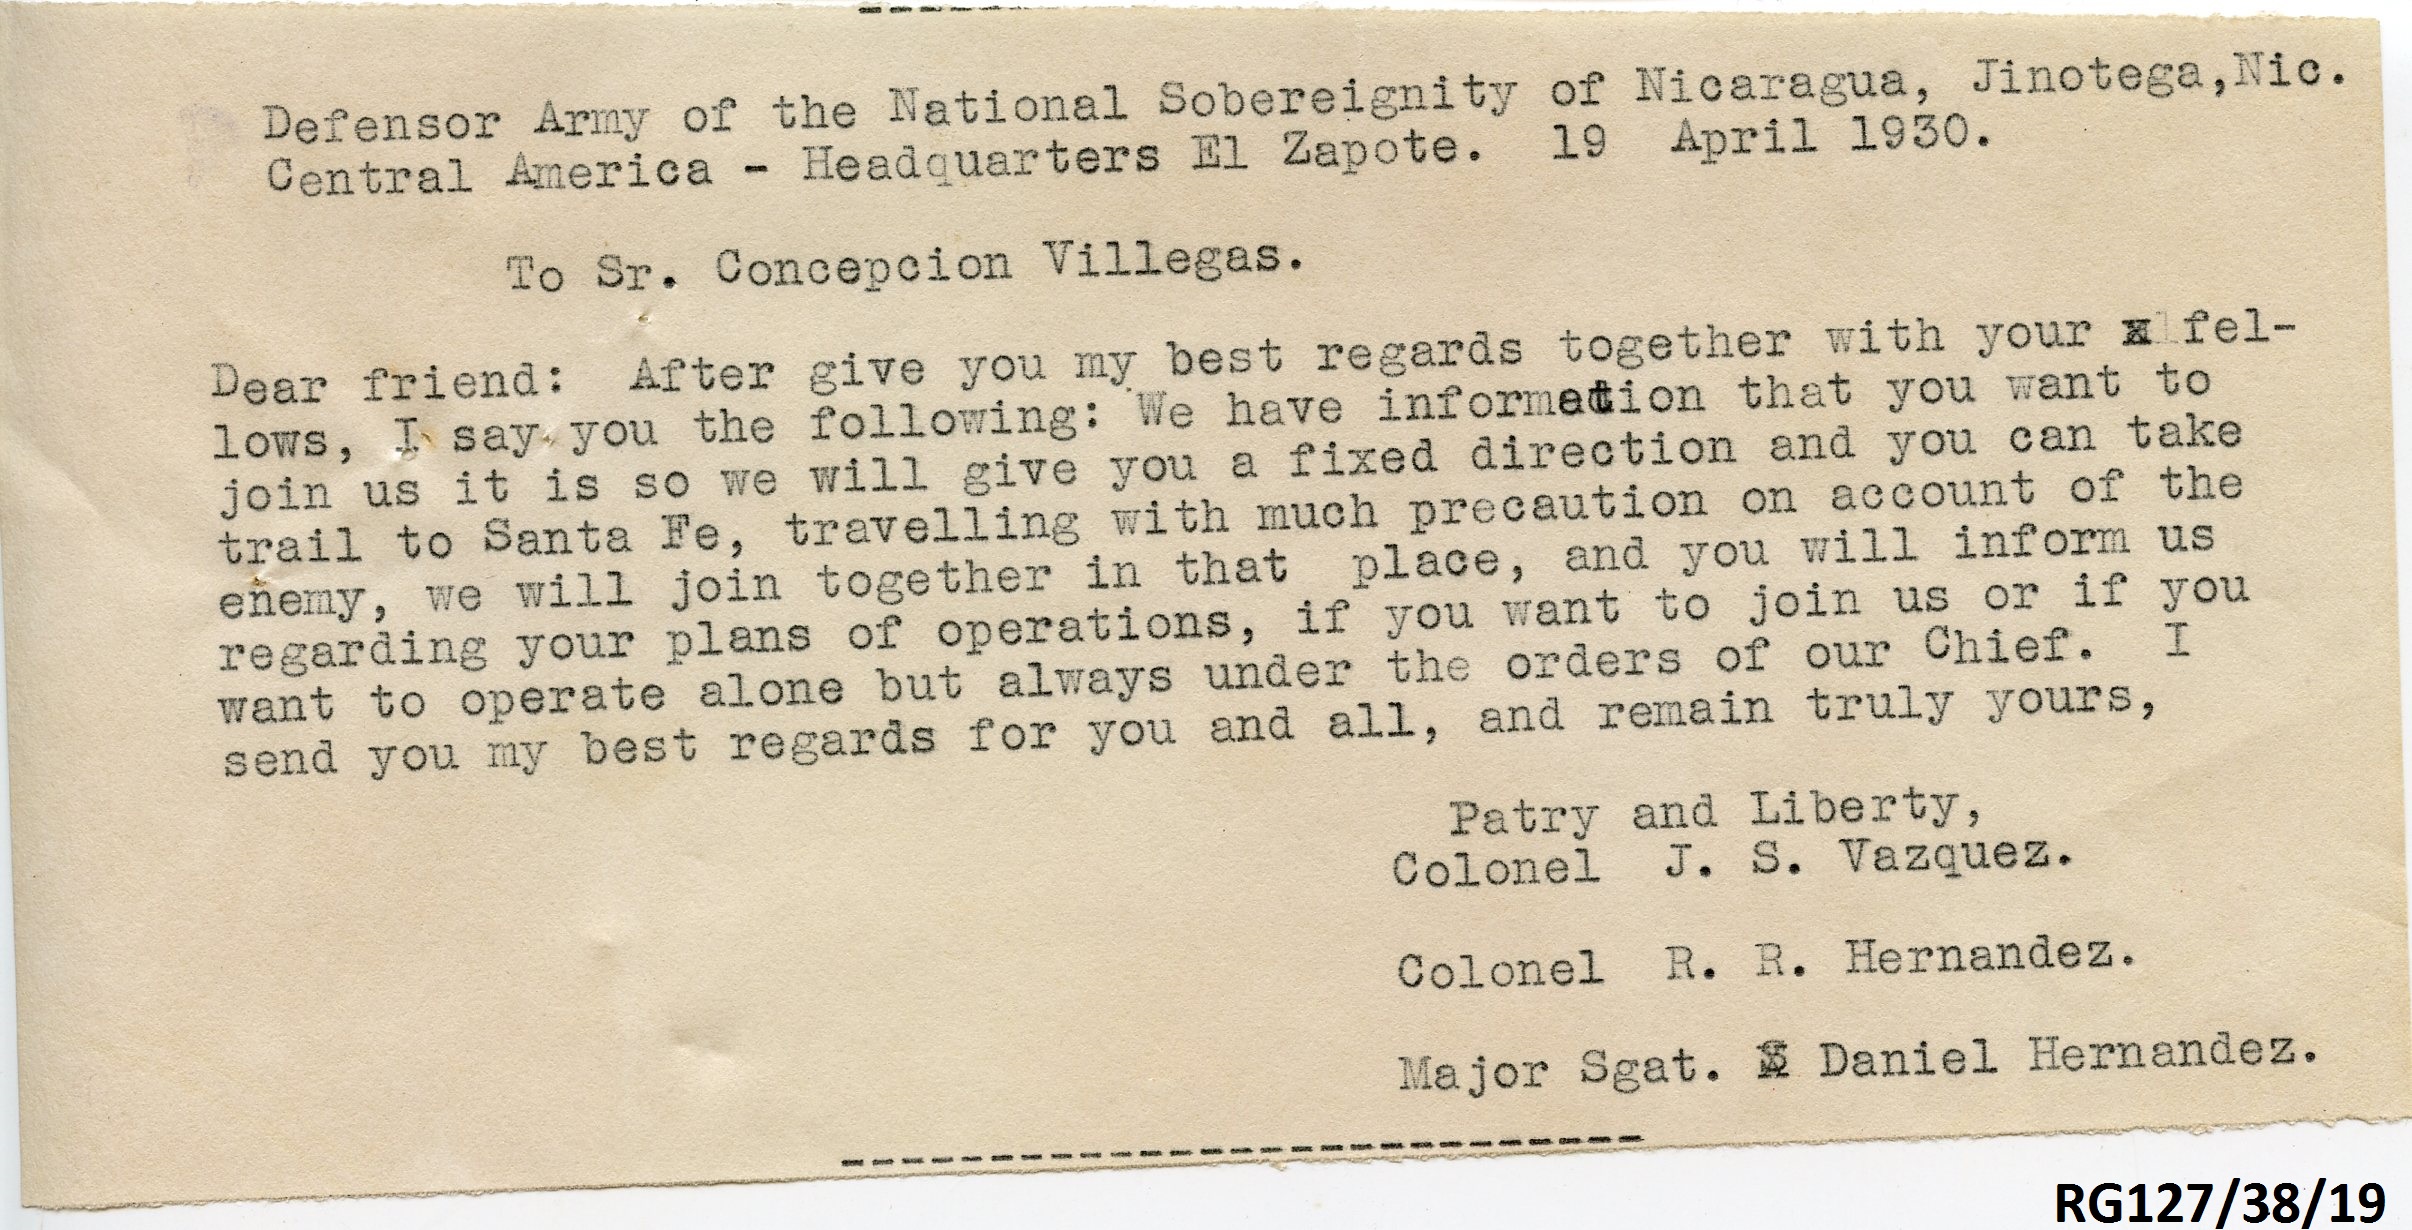 Defensor Army of the National Sobereignity of Nicaragua, Jinotega,Nic.
Central America - Headquarters El Zapote.  19  April 1930.
To Sr. Concepcion Villegas.
Dear friend:  After give you my best regards together with your fel-
lows, I say you the following: We have information that you want to
join us it is so we will give you a fixed direction and you can take
trail to Santa Fe, travelling with much precaution on account of the
enemy, we will join together in that  place, and you will inform us
regarding your plans of operations, if you want to join us or if you
want to operate alone but always under the orders of our Chief.  I
send you my best regards for you and all, and remain truly yours,
Patry and Liberty,
Colonel  J. S. Vazquez.
Colonel  R. R. Hernandez.
Major Sgat. Daniel Hernandez.
RG127/38/19